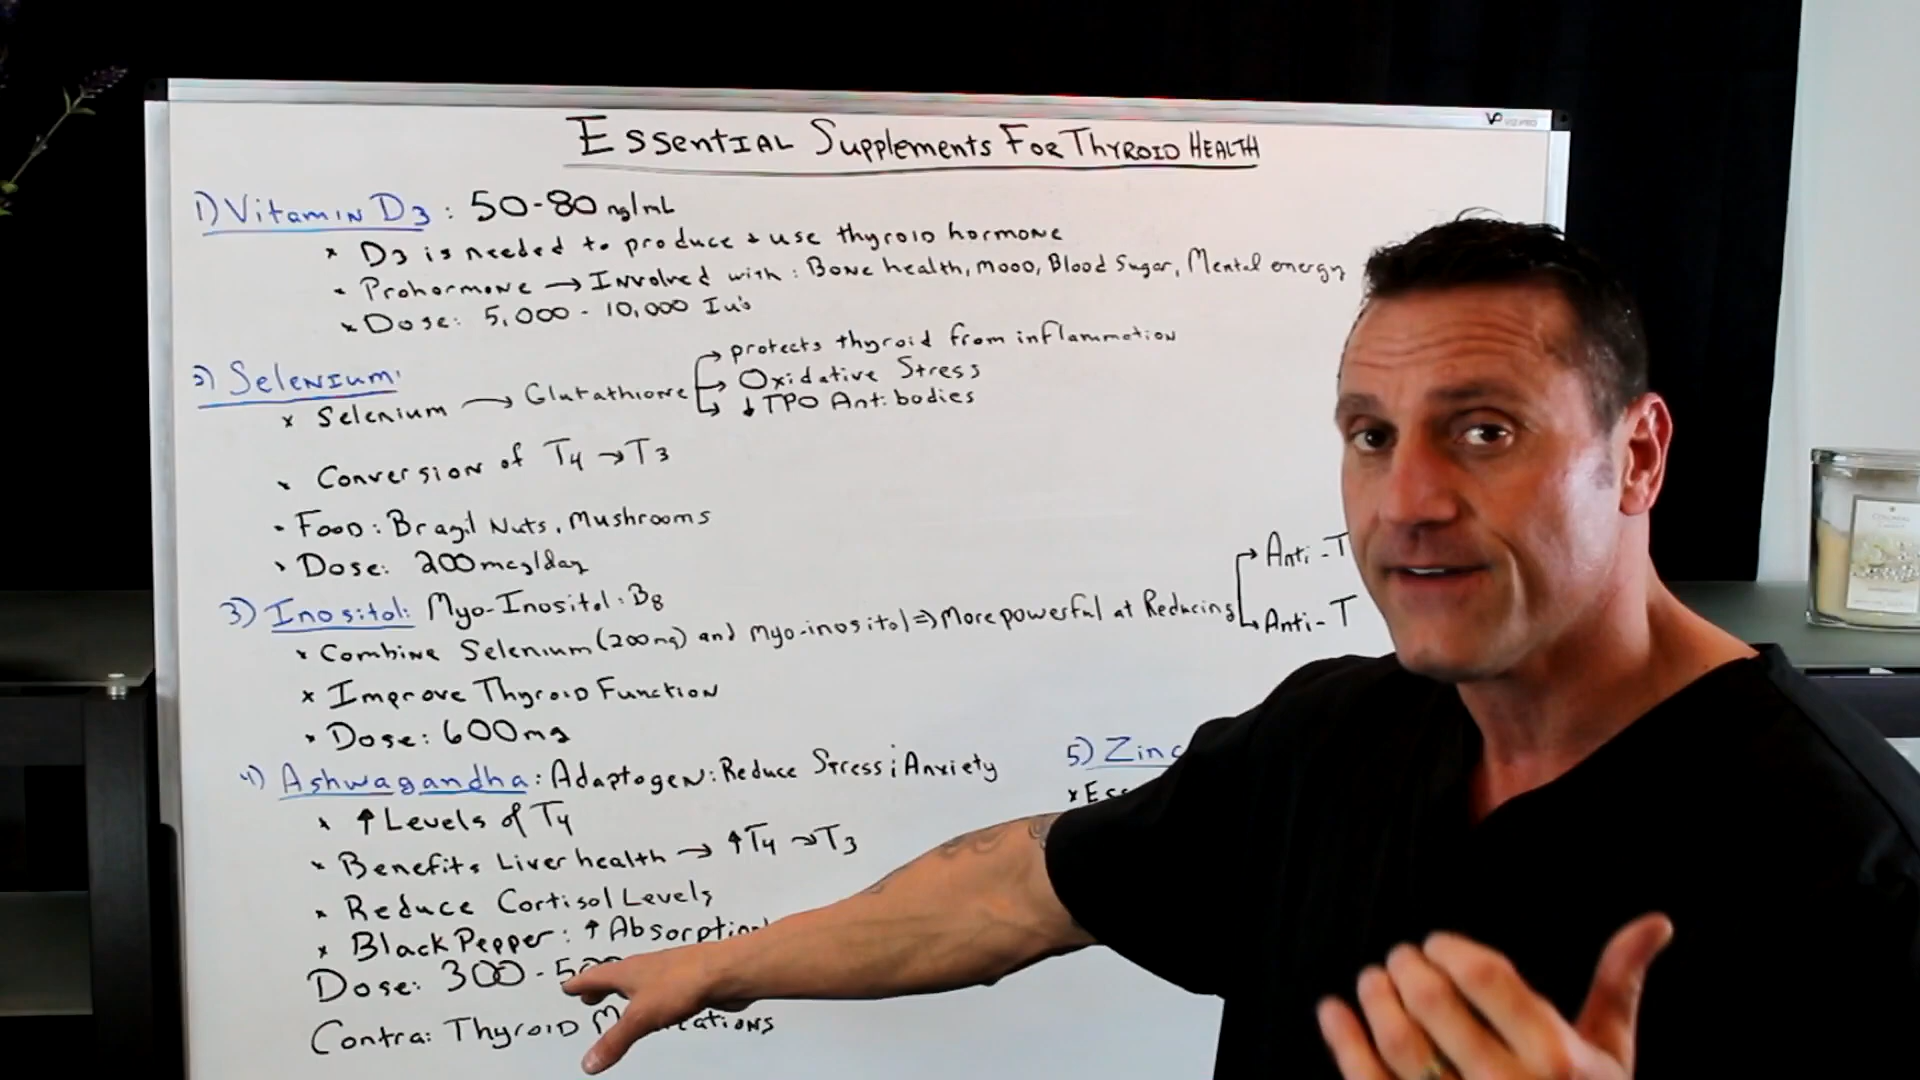 Essential Supplements For Thyroid Health
1) Vitamin D3: 50-80 ng/mL
* D3 is needed to produce & use thyroid hormone
* Prohormone → Involved with: Bone health, mood, Blood Sugar, Mental energy
* Dose: 5,000 - 10,000 Iu's
2) Selenium:
* Selenium → Glutathione → protects thyroid from inflammation
→ Oxidative Stress
→ ↓ TPO Antibodies
* Conversion of T4 → T3
* Food: Brazil Nuts, Mushrooms
* Dose: 200mcg/day
3) Inositol: Myo-Inositol: B8
* Combine Selenium (200mg) and Myo-inositol ⇒ More powerful at Reducing → Anti-T
→ Anti-T
* Improve Thyroid Function
* Dose: 600mg
4) Ashwagandha: Adaptogen: Reduce Stress; Anxiety
* ↑ Levels of T4
* Benefits Liver health → ↑ T4 → T3
* Reduce Cortisol Levels
* Black Pepper: ↑ Absorption
Dose: 300-500
Contra: Thyroid
5) Zinc